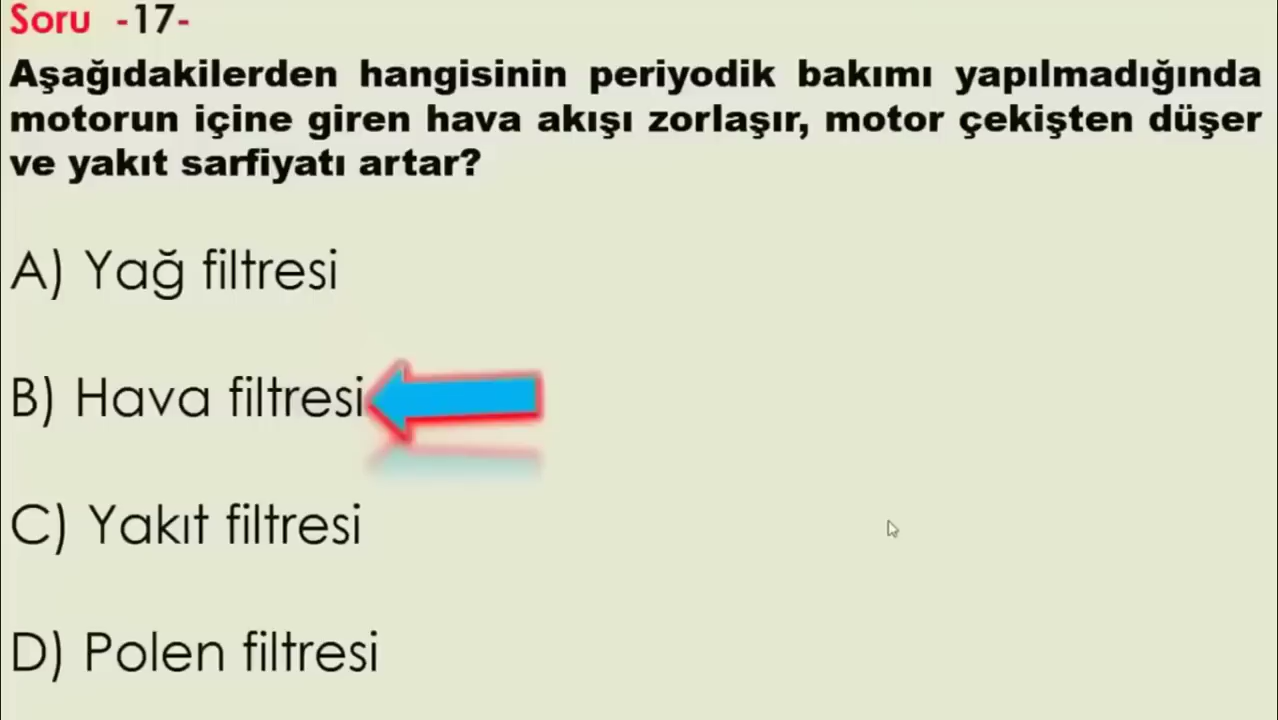 Soru -17-
Aşağıdakilerden hangisinin periyodik bakımı yapılmadığında
motorun içine giren hava akışı zorlaşır, motor çekişten düşer
ve yakıt sarfiyatı artar?
A) Yağ filtresi
B) Hava filtresi
C) Yakıt filtresi
D) Polen filtresi